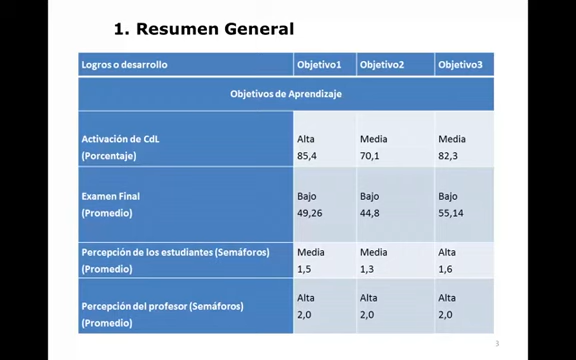 1. Resumen General
Logros o desarrollo Objetivo1 Objetivo2 Objetivo3
Objetivos de Aprendizaje
Activación de CdL Alta Media Media
(Porcentaje) 85,4 70,1 82,3
Examen Final Bajo Bajo Bajo
(Promedio) 49,26 44,8 55,14
Percepción de los estudiantes (Semáforos) Media Media Alta
(Promedio) 1,5 1,3 1,6
Percepción del profesor (Semáforos) Alta Alta Alta
(Promedio) 2,0 2,0 2,0
3